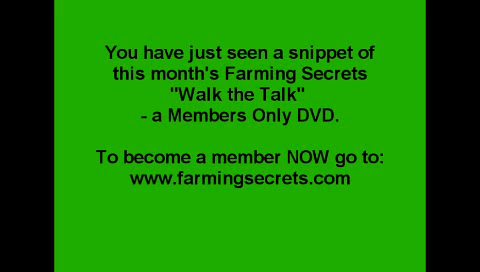 You have just seen a snippet of
this month's Farming Secrets
"Walk the Talk"
- a Members Only DVD.
To become a member NOW go to:
www.farmingsecrets.com